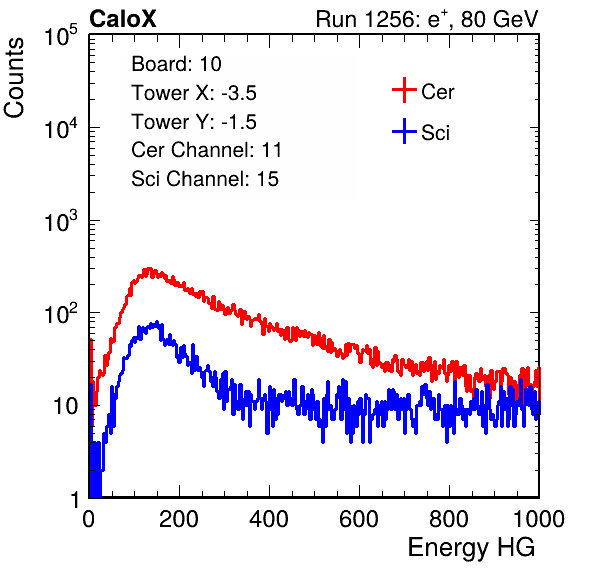 CaloX Run 1256: e⁺, 80 GeV
Counts
10⁵
10⁴
10³
10²
10
1
Board: 10
Tower X: -3.5
Tower Y: -1.5
Cer Channel: 11
Sci Channel: 15
Cer
Sci
0 200 400 600 800 1000
Energy HG